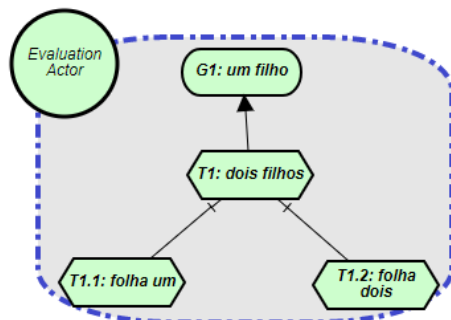 Evaluation
Actor
G1: um filho
T1: dois filhos
T1.1: folha um
T1.2: folha
dois